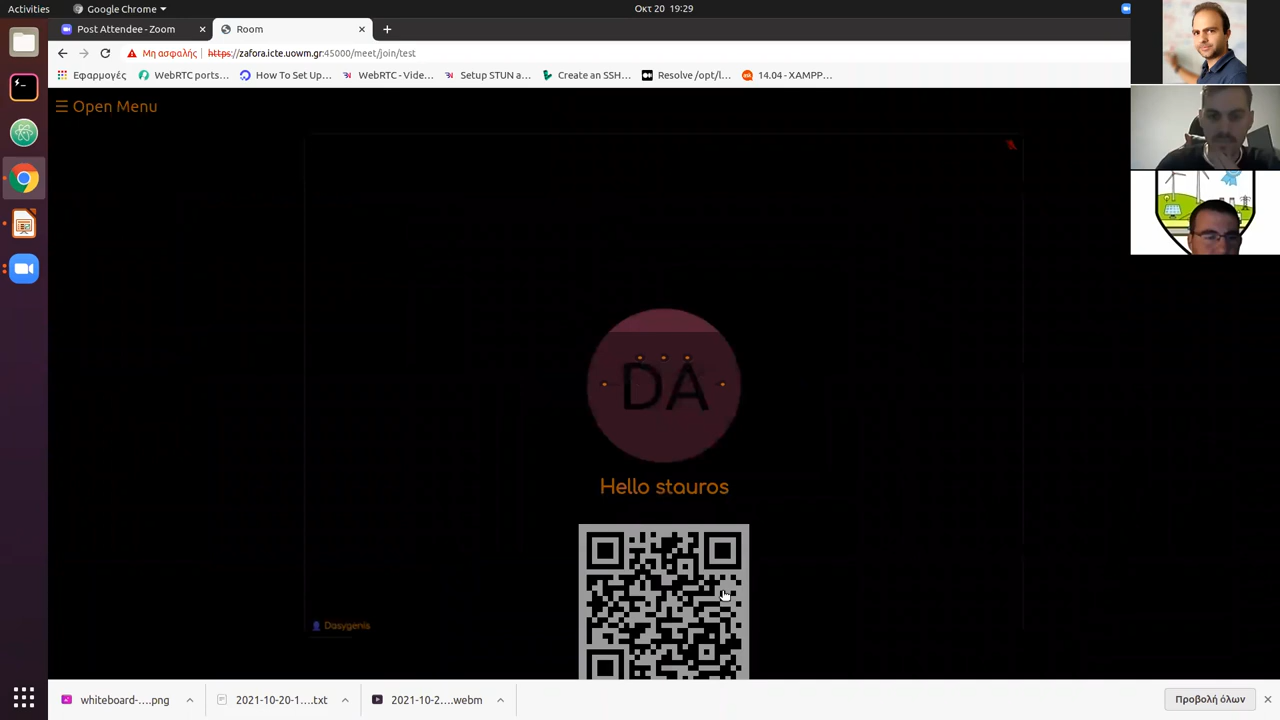 Activities
Google Chrome
Οκτ 20 19:29
Post Attendee - Zoom
Room
Μη ασφαλής
https://zafora.icte.uowm.gr:45000/meet/join/test
Εφαρμογές
WebRTC ports...
How To Set Up...
WebRTC - Vide...
Setup STUN a...
Create an SSH...
Resolve /opt/l...
14.04 - XAMPP...
☰ Open Menu
DA
Hello stauros
Dasygenis
whiteboard-....png
2021-10-20-1....txt
2021-10-2....webm
Προβολή όλων